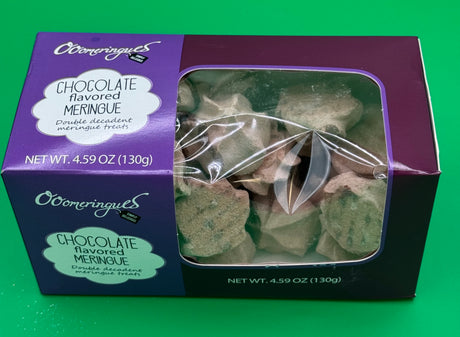 Ooomeringues
CHOCOLATE
flavored
MERINGUE
Double decadent
meringue treats
NET WT. 4.59 OZ (130g)
Ooomeringues
CHOCOLATE
flavored
MERINGUE
Double decadent
meringue treats
NET WT. 4.59 OZ (130g)